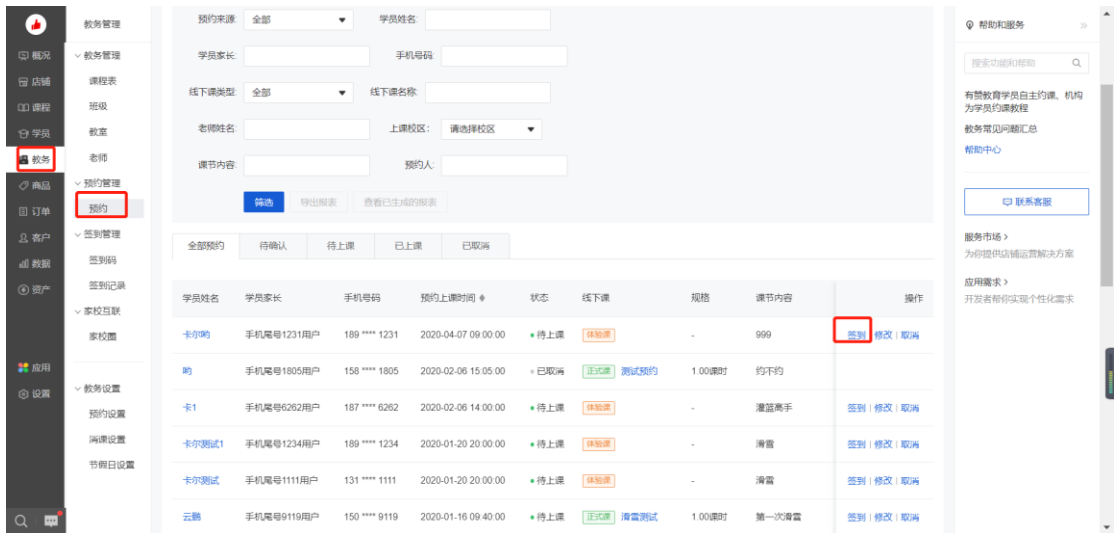 教务管理
概况
店铺
课程
学员
教务
商品
订单
客户
数据
资产
应用
设置
教务管理
课程表
班级
教室
老师
预约管理
预约
签到管理
签到码
签到记录
家校互联
家校圈
教务设置
预约设置
消课设置
节假日设置
预约来源: 全部 学员姓名:
学员家长: 手机号码:
线下课类型: 全部 线下课名称:
老师姓名: 上课校区: 请选择校区
课节内容: 预约人:
筛选 导出报表 查看已生成的报表
全部预约 待确认 待上课 已上课 已取消
学员姓名 学员家长 手机号码 预约上课时间 状态 线下课 规格 课节内容 操作
卡尔哟 手机尾号1231用户 189 **** 1231 2020-04-07 09:00:00 待上课 体验课 - 999 签到 | 修改 | 取消
哟 手机尾号1805用户 158 **** 1805 2020-02-06 15:05:00 已取消 正式课 测试预约 1.00课时 约不约
卡1 手机尾号6262用户 187 **** 6262 2020-02-06 14:00:00 待上课 体验课 - 灌篮高手 签到 | 修改 | 取消
卡尔测试1 手机尾号1234用户 189 **** 1234 2020-01-20 20:00:00 待上课 体验课 - 滑雪 签到 | 修改 | 取消
卡尔测试 手机尾号1111用户 131 **** 1111 2020-01-20 20:00:00 待上课 体验课 - 滑雪 签到 | 修改 | 取消
云鹏 手机尾号9119用户 150 **** 9119 2020-01-16 09:40:00 待上课 正式课 滑雪测试 1.00课时 第一次滑雪 签到 | 修改 | 取消
帮助和服务 »
搜索功能和帮助
有赞教育学员自主约课、机构
为学员约课教程
教务常见问题汇总
帮助中心
联系客服
服务市场 >
为你提供店铺运营解决方案
应用需求 >
开发者帮你实现个性化需求